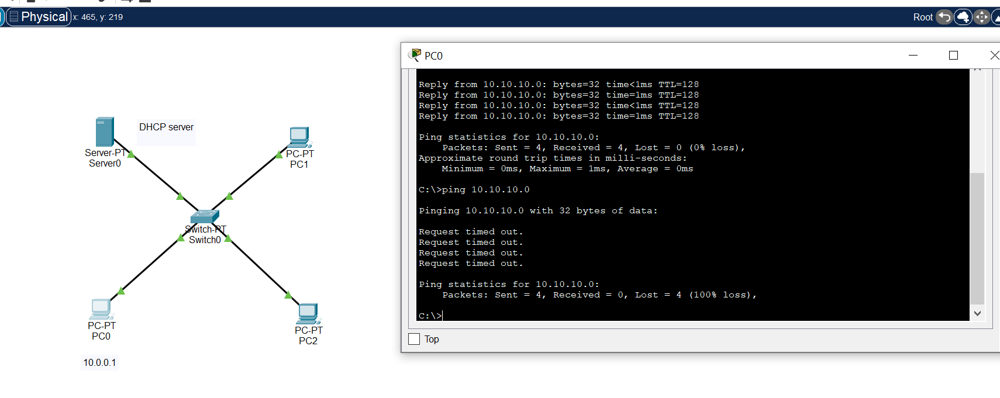 Physical x: 465, y: 219
Root
DHCP server
Server-PT
Server0
PC-PT
PC1
Switch-PT
Switch0
PC-PT
PC0
PC-PT
PC2
10.0.0.1
PC0
Reply from 10.10.10.0: bytes=32 time<1ms TTL=128
Reply from 10.10.10.0: bytes=32 time=1ms TTL=128
Reply from 10.10.10.0: bytes=32 time<1ms TTL=128
Reply from 10.10.10.0: bytes=32 time=1ms TTL=128
Ping statistics for 10.10.10.0:
Packets: Sent = 4, Received = 4, Lost = 0 (0% loss),
Approximate round trip times in milli-seconds:
Minimum = 0ms, Maximum = 1ms, Average = 0ms
C:\>ping 10.10.10.0
Pinging 10.10.10.0 with 32 bytes of data:
Request timed out.
Request timed out.
Request timed out.
Request timed out.
Ping statistics for 10.10.10.0:
Packets: Sent = 4, Received = 0, Lost = 4 (100% loss),
C:\>
Top